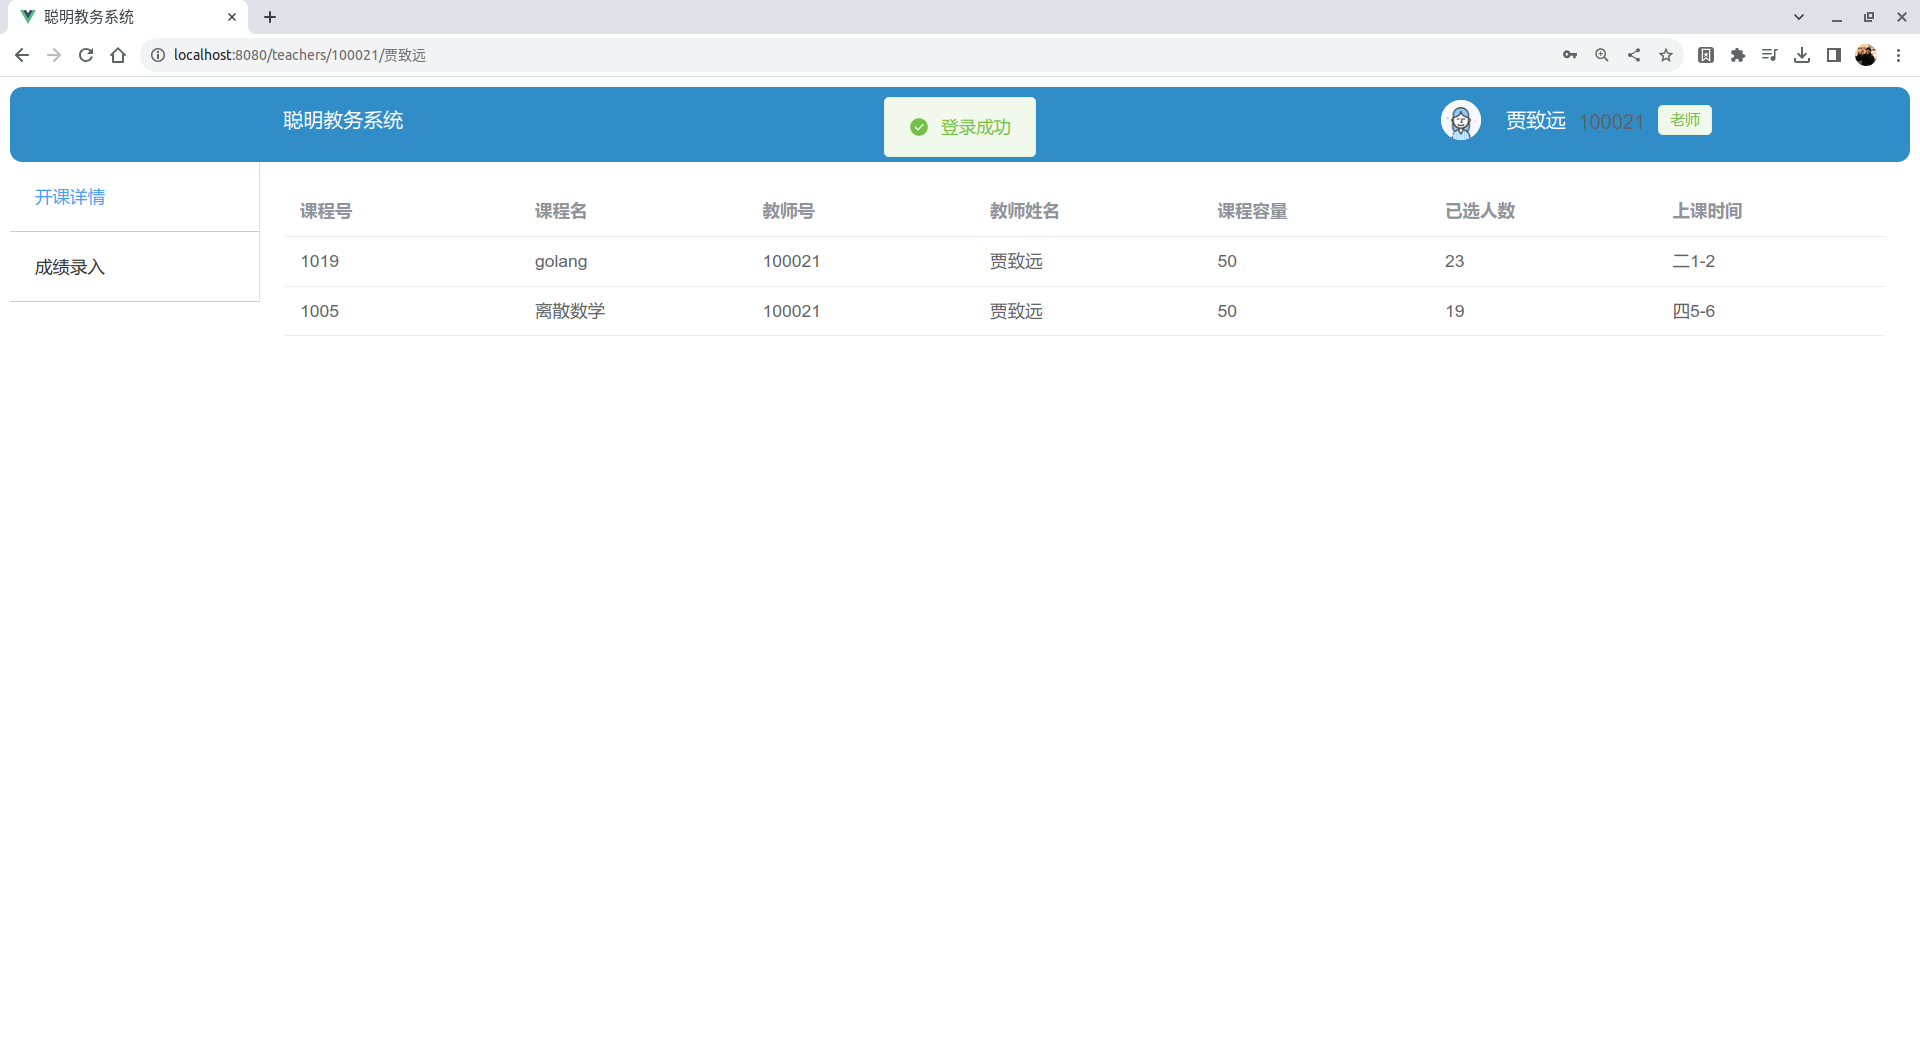 聪明教务系统
localhost:8080/teachers/100021/贾致远
聪明教务系统
登录成功
贾致远 100021 老师
开课详情
成绩录入
课程号 课程名 教师号 教师姓名 课程容量 已选人数 上课时间
1019 golang 100021 贾致远 50 23 二1-2
1005 离散数学 100021 贾致远 50 19 四5-6